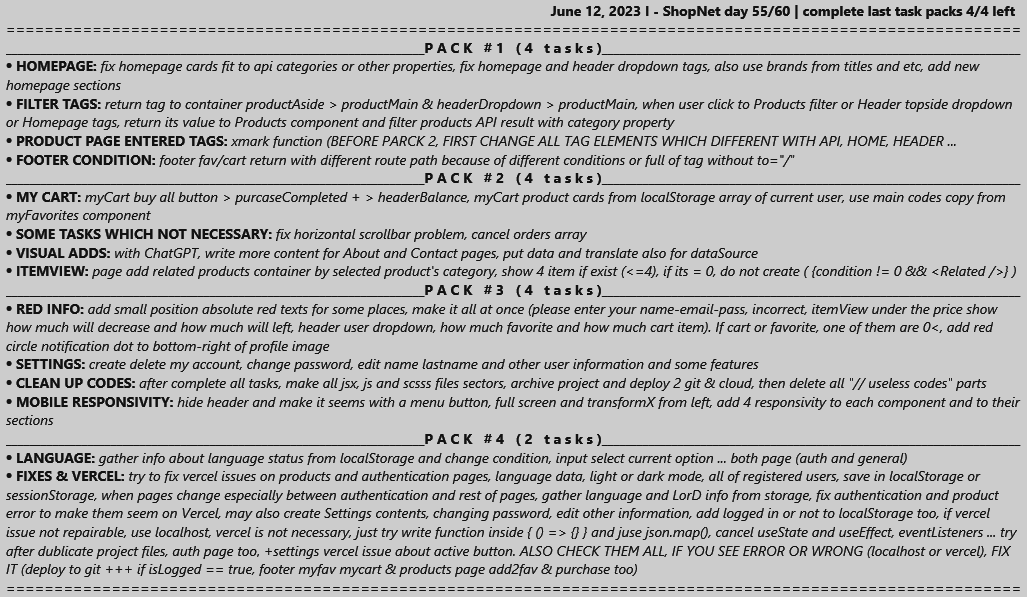 June 12, 2023 I - ShopNet day 55/60 | complete last task packs 4/4 left
PACK #1 (4 tasks)
• HOMEPAGE: fix homepage cards fit to api categories or other properties, fix homepage and header dropdown tags, also use brands from titles and etc, add new
homepage sections
• FILTER TAGS: return tag to container productAside > productMain & headerDropdown > productMain, when user click to Products filter or Header topside dropdown
or Homepage tags, return its value to Products component and filter products API result with category property
• PRODUCT PAGE ENTERED TAGS: xmark function (BEFORE PARCK 2, FIRST CHANGE ALL TAG ELEMENTS WHICH DIFFERENT WITH API, HOME, HEADER ...
• FOOTER CONDITION: footer fav/cart return with different route path because of different conditions or full of tag without to="/"
PACK #2 (4 tasks)
• MY CART: myCart buy all button > purcaseCompleted + > headerBalance, myCart product cards from localStorage array of current user, use main codes copy from
myFavorites component
• SOME TASKS WHICH NOT NECESSARY: fix horizontal scrollbar problem, cancel orders array
• VISUAL ADDS: with ChatGPT, write more content for About and Contact pages, put data and translate also for dataSource
• ITEMVIEW: page add related products container by selected product's category, show 4 item if exist (<=4), if its = 0, do not create ( {condition != 0 && <Related />} )
PACK #3 (4 tasks)
• RED INFO: add small position absolute red texts for some places, make it all at once (please enter your name-email-pass, incorrect, itemView under the price show
how much will decrease and how much will left, header user dropdown, how much favorite and how much cart item). If cart or favorite, one of them are 0<, add red
circle notification dot to bottom-right of profile image
• SETTINGS: create delete my account, change password, edit name lastname and other user information and some features
• CLEAN UP CODES: after complete all tasks, make all jsx, js and scsss files sectors, archive project and deploy 2 git & cloud, then delete all "// useless codes" parts
• MOBILE RESPONSIVITY: hide header and make it seems with a menu button, full screen and transformX from left, add 4 responsivity to each component and to their
sections
PACK #4 (2 tasks)
• LANGUAGE: gather info about language status from localStorage and change condition, input select current option ... both page (auth and general)
• FIXES & VERCEL: try to fix vercel issues on products and authentication pages, language data, light or dark mode, all of registered users, save in localStorage or
sessionStorage, when pages change especially between authentication and rest of pages, gather language and LorD info from storage, fix authentication and product
error to make them seem on Vercel, may also create Settings contents, changing password, edit other information, add logged in or not to localStorage too, if vercel
issue not repairable, use localhost, vercel is not necessary, just try write function inside { () => {} } and juse json.map(), cancel useState and useEffect, eventListeners ... try
after dublicate project files, auth page too, +settings vercel issue about active button. ALSO CHECK THEM ALL, IF YOU SEE ERROR OR WRONG (localhost or vercel), FIX
IT (deploy to git +++ if isLogged == true, footer myfav mycart & products page add2fav & purchase too)